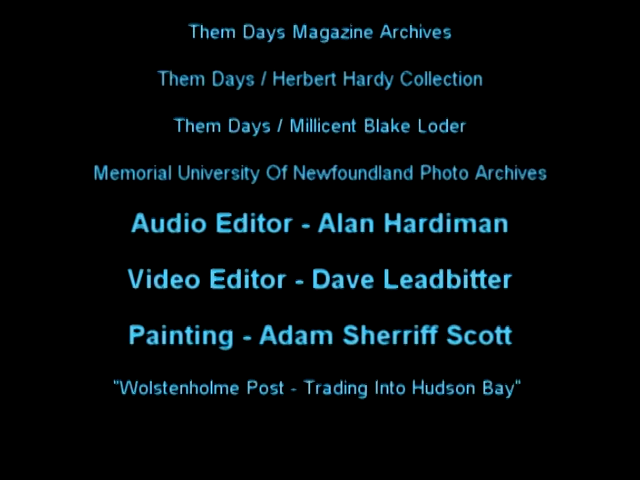 Them Days Magazine Archives
Them Days / Herbert Hardy Collection
Them Days / Millicent Blake Loder
Memorial University Of Newfoundland Photo Archives
Audio Editor - Alan Hardiman
Video Editor - Dave Leadbitter
Painting - Adam Sherriff Scott
"Wolstenholme Post - Trading Into Hudson Bay"